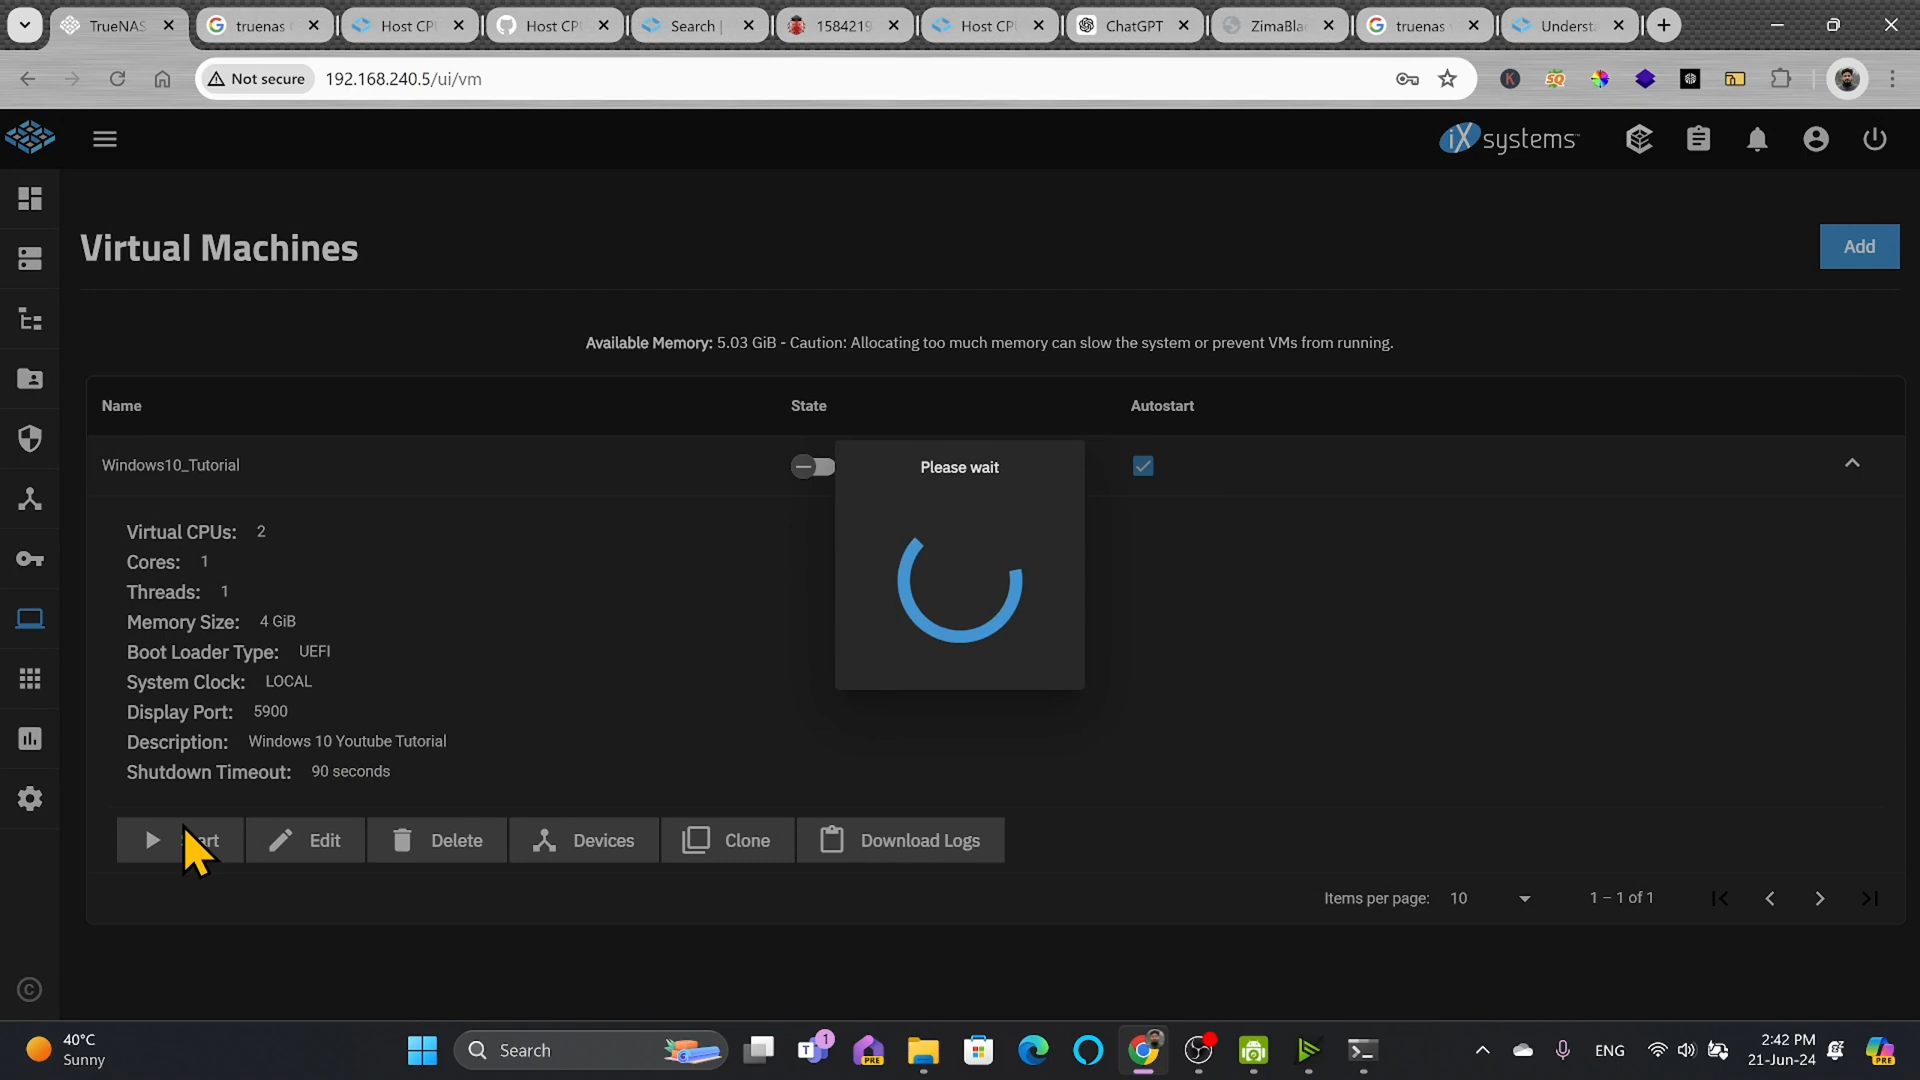 TrueNAS
truenas
Host CP
Host CP
Search |
1584219
Host CP
ChatGPT
ZimaBla
truenas
Underst
Not secure
192.168.240.5/ui/vm
iXsystems
Virtual Machines
Add
Available Memory: 5.03 GiB - Caution: Allocating too much memory can slow the system or prevent VMs from running.
Name
State
Autostart
Windows10_Tutorial
Please wait
Virtual CPUs: 2
Cores: 1
Threads: 1
Memory Size: 4 GiB
Boot Loader Type: UEFI
System Clock: LOCAL
Display Port: 5900
Description: Windows 10 Youtube Tutorial
Shutdown Timeout: 90 seconds
Edit
Delete
Devices
Clone
Download Logs
Items per page: 10
1 – 1 of 1
40°C
Sunny
Search
1
PRE
ENG
2:42 PM
21-Jun-24
PRE